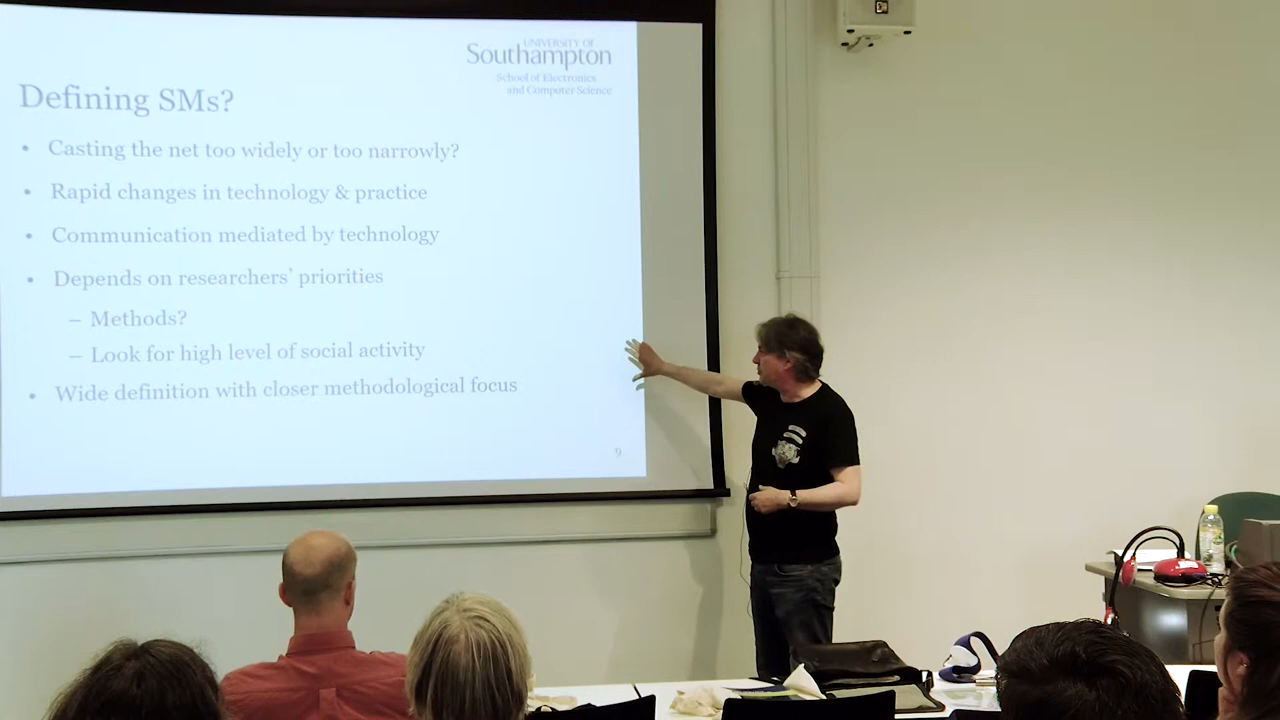 UNIVERSITY OF
Southampton
School of Electronics
and Computer Science
Defining SMs?
• Casting the net too widely or too narrowly?
• Rapid changes in technology & practice
• Communication mediated by technology
• Depends on researchers’ priorities
– Methods?
– Look for high level of social activity
• Wide definition with closer methodological focus
9